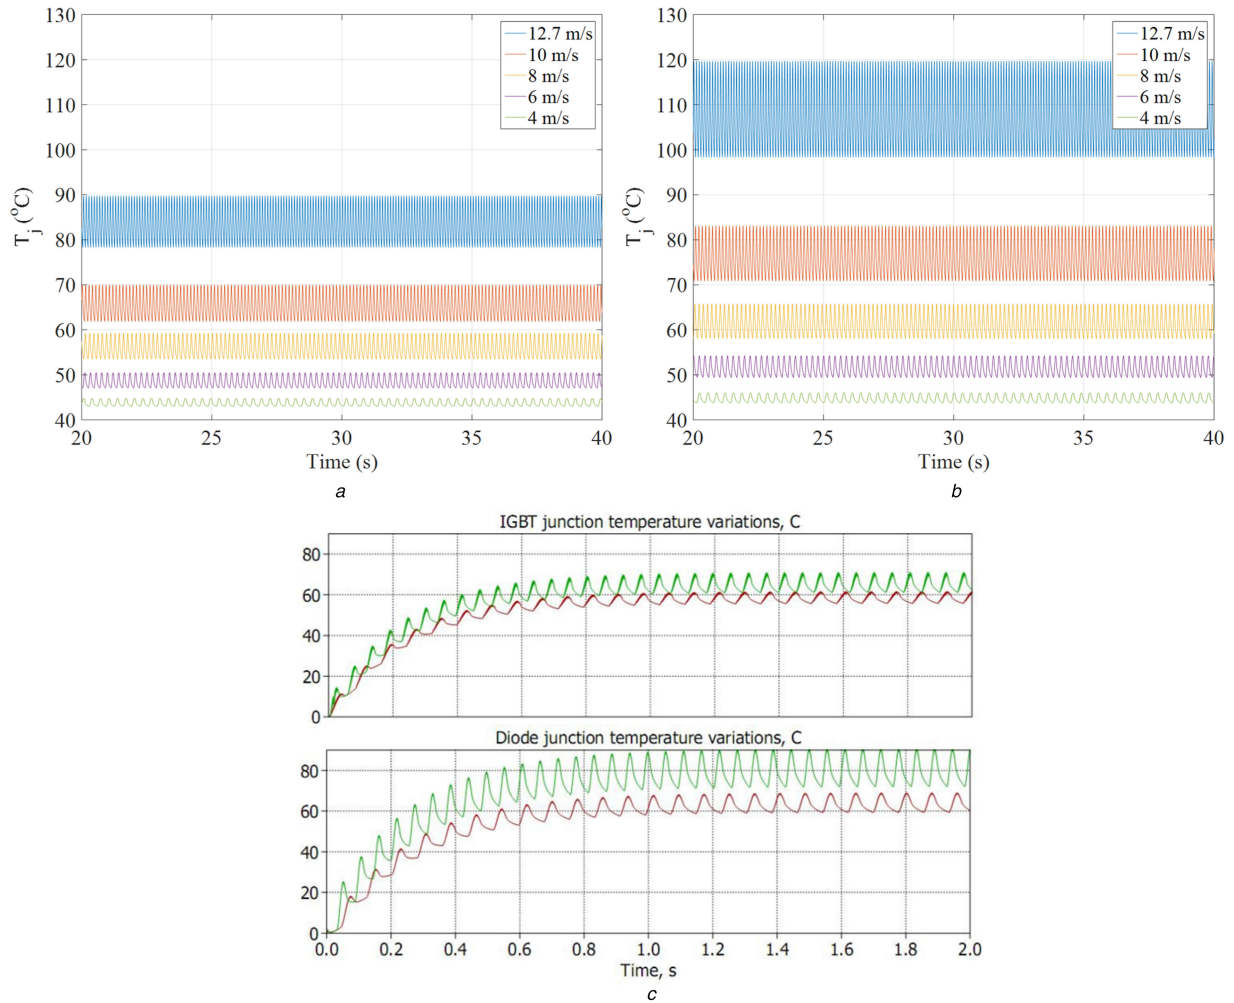 130
120
110
100
90
80
70
60
50
40
T_j (°C)
20
25
30
35
40
Time (s)
12.7 m/s
10 m/s
8 m/s
6 m/s
4 m/s
a
130
120
110
100
90
80
70
60
50
40
T_j (°C)
20
25
30
35
40
Time (s)
12.7 m/s
10 m/s
8 m/s
6 m/s
4 m/s
b
IGBT junction temperature variations, C
80
60
40
20
0
Diode junction temperature variations, C
80
60
40
20
0
0.0
0.2
0.4
0.6
0.8
1.0
1.2
1.4
1.6
1.8
2.0
Time, s
c